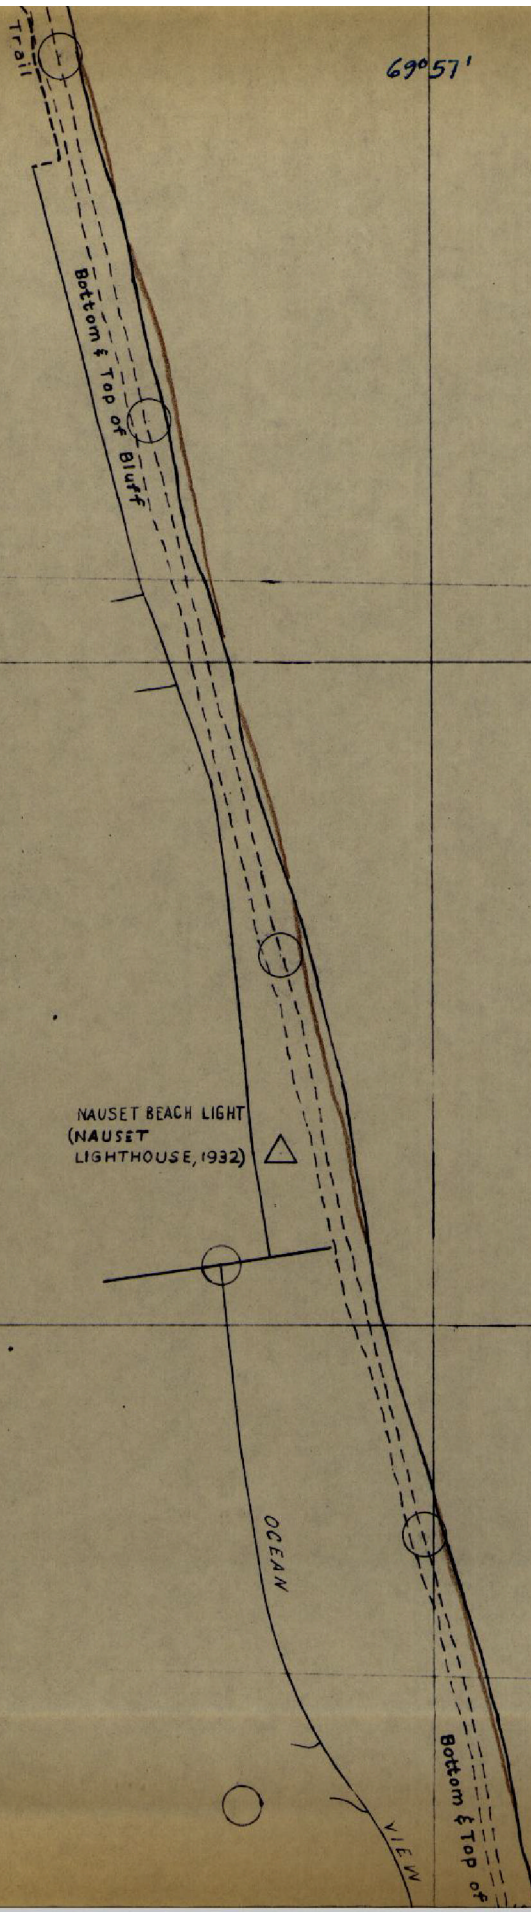 Trail
69°57'
Bottom & Top of Bluff
NAUSET BEACH LIGHT
(NAUSET
LIGHTHOUSE, 1932)
OCEAN
VIEW
Bottom & Top of